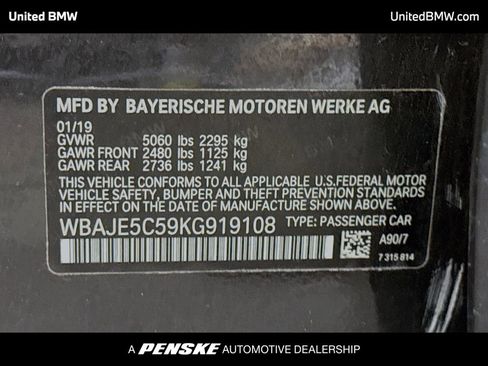 United BMW
UnitedBMW.com
MFD BY BAYERISCHE MOTOREN WERKE AG
01/19
GVWR 5060 lbs 2295 kg
GAWR FRONT 2480 lbs 1125 kg
GAWR REAR 2736 lbs 1241 kg
THIS VEHICLE CONFORMS TO ALL APPLICABLE U.S.FEDERAL MOTOR
VEHICLE SAFETY, BUMPER AND THEFT PREVENTION STANDARDS
IN EFFECT ON THE DATE OF MANUFACTURE SHOWN ABOVE.
WBAJE5C59KG919108 TYPE: PASSENGER CAR
A90/7
7 315 814
A PENSKE AUTOMOTIVE DEALERSHIP